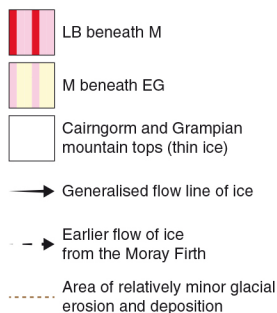 LB beneath M
M beneath EG
Cairngorm and Grampian
mountain tops (thin ice)
Generalised flow line of ice
Earlier flow of ice
from the Moray Firth
Area of relatively minor glacial
erosion and deposition